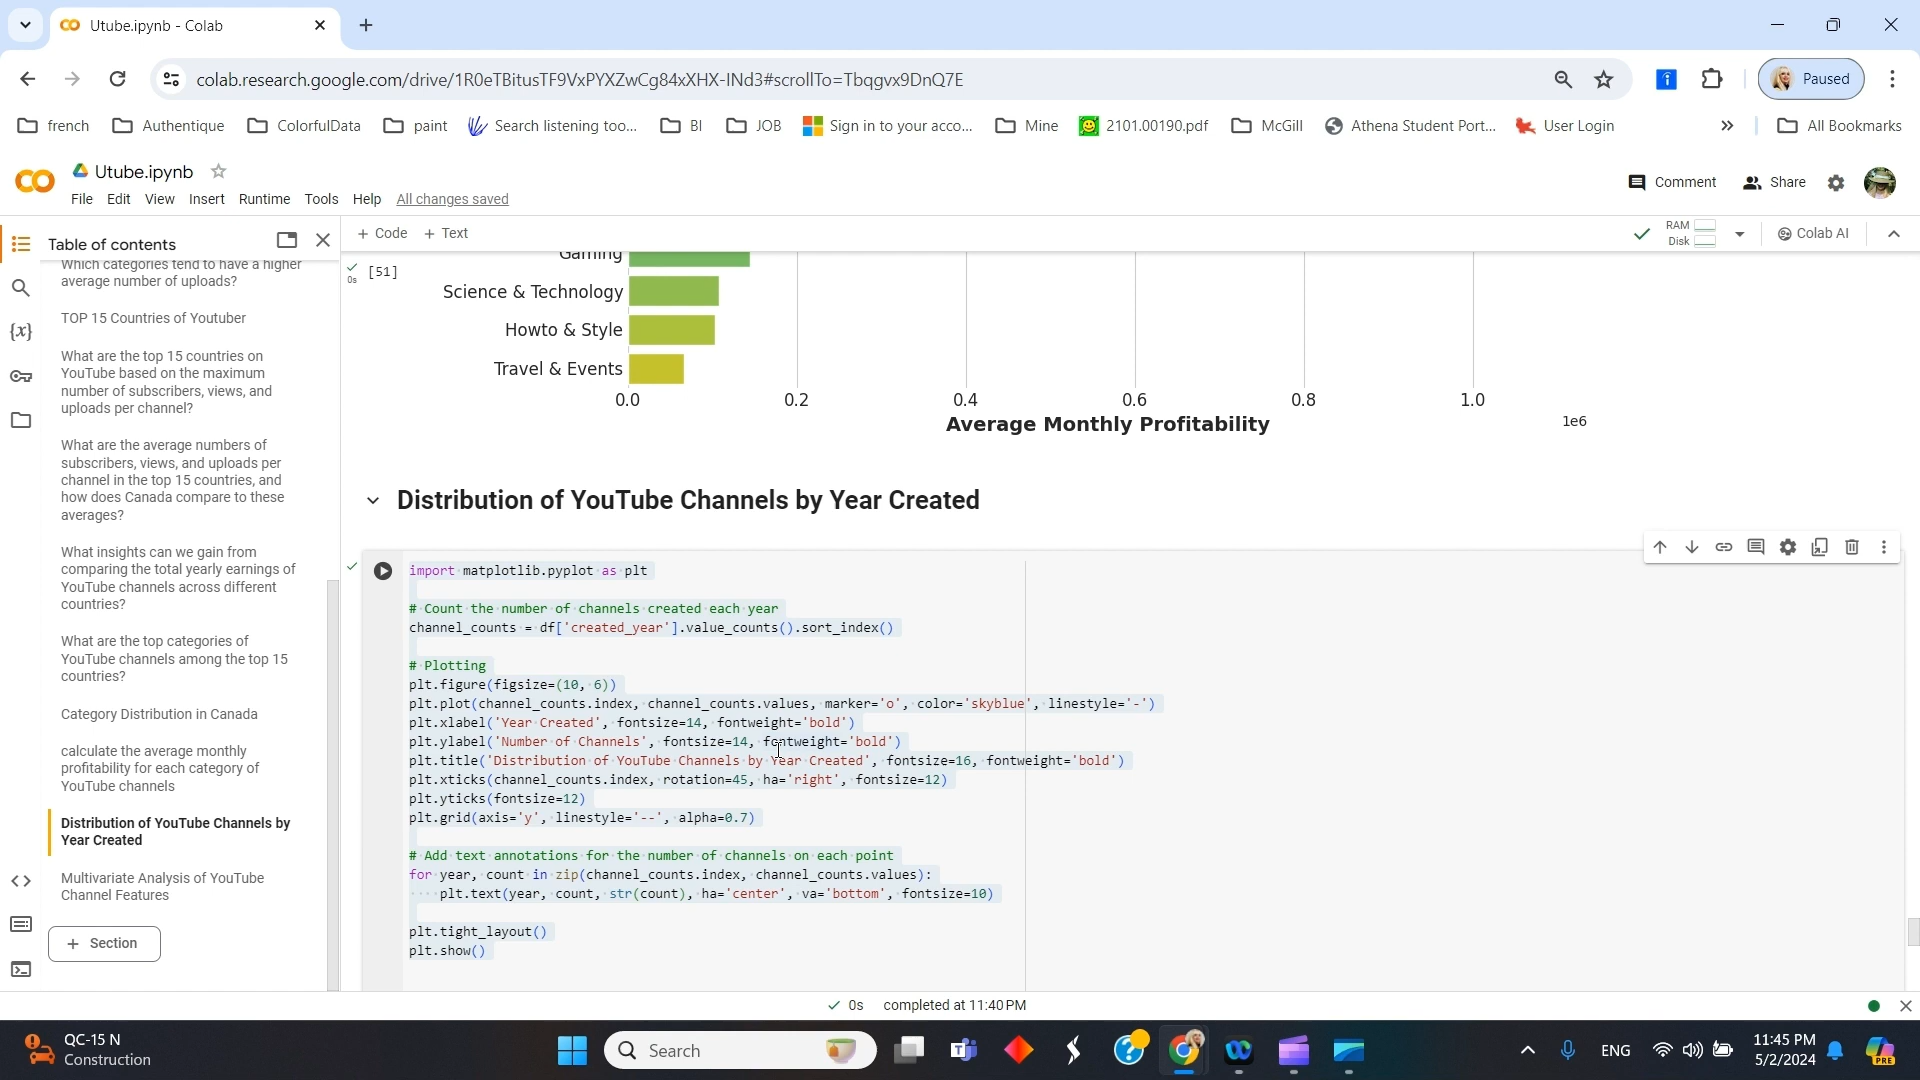 Utube.ipynb - Colab
colab.research.google.com/drive/1R0eTBitusTF9VxPYXZwCg84xXHX-INd3#scrollTo=Tbqgvx9DnQ7E
Paused
french
Authentique
ColorfulData
paint
Search listening too...
BI
JOB
Sign in to your acco...
Mine
2101.00190.pdf
McGill
Athena Student Port...
User Login
All Bookmarks
Utube.ipynb
File Edit View Insert Runtime Tools Help All changes saved
Comment
Share
Table of contents
+ Code + Text
RAM
Disk
Colab AI
Which categories tend to have a higher
average number of uploads?
TOP 15 Countries of Youtuber
What are the top 15 countries on
YouTube based on the maximum
number of subscribers, views, and
uploads per channel?
What are the average numbers of
subscribers, views, and uploads per
channel in the top 15 countries, and
how does Canada compare to these
averages?
What insights can we gain from
comparing the total yearly earnings of
YouTube channels across different
countries?
What are the top categories of
YouTube channels among the top 15
countries?
Category Distribution in Canada
calculate the average monthly
profitability for each category of
YouTube channels
Distribution of YouTube Channels by
Year Created
Multivariate Analysis of YouTube
Channel Features
+ Section
0s
[51]
Gaming
Science & Technology
Howto & Style
Travel & Events
0.0 0.2 0.4 0.6 0.8 1.0
Average Monthly Profitability
1e6
Distribution of YouTube Channels by Year Created
import matplotlib.pyplot as plt
# Count the number of channels created each year
channel_counts = df['created_year'].value_counts().sort_index()
# Plotting
plt.figure(figsize=(10, 6))
plt.plot(channel_counts.index, channel_counts.values, marker='o', color='skyblue', linestyle='-')
plt.xlabel('Year Created', fontsize=14, fontweight='bold')
plt.ylabel('Number of Channels', fontsize=14, fontweight='bold')
plt.title('Distribution of YouTube Channels by Year Created', fontsize=16, fontweight='bold')
plt.xticks(channel_counts.index, rotation=45, ha='right', fontsize=12)
plt.yticks(fontsize=12)
plt.grid(axis='y', linestyle='--', alpha=0.7)
# Add text annotations for the number of channels on each point
for year, count in zip(channel_counts.index, channel_counts.values):
    plt.text(year, count, str(count), ha='center', va='bottom', fontsize=10)
plt.tight_layout()
plt.show()
0s completed at 11:40 PM
QC-15 N
Construction
Search
ENG
11:45 PM
5/2/2024
PRE